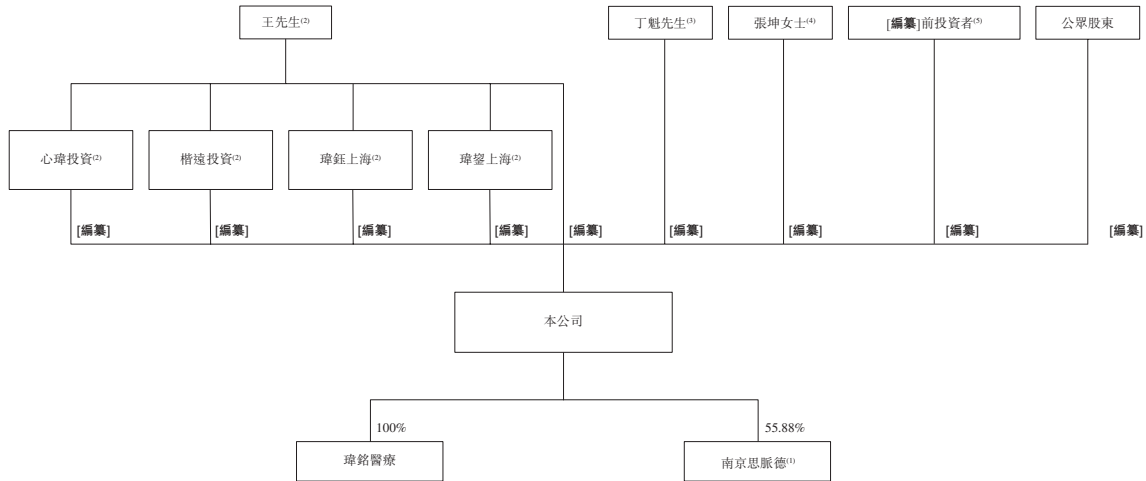 王先生(2)
丁魁先生(3)
張坤女士(4)
[編纂]前投資者(5)
公眾股東
心瑋投資(2)
楷遠投資(2)
瑋鈺上海(2)
瑋鋆上海(2)
[編纂]
[編纂]
[編纂]
[編纂]
[編纂]
[編纂]
[編纂]
[編纂]
[編纂]
本公司
100%
55.88%
瑋銘醫療
南京思脈德(1)